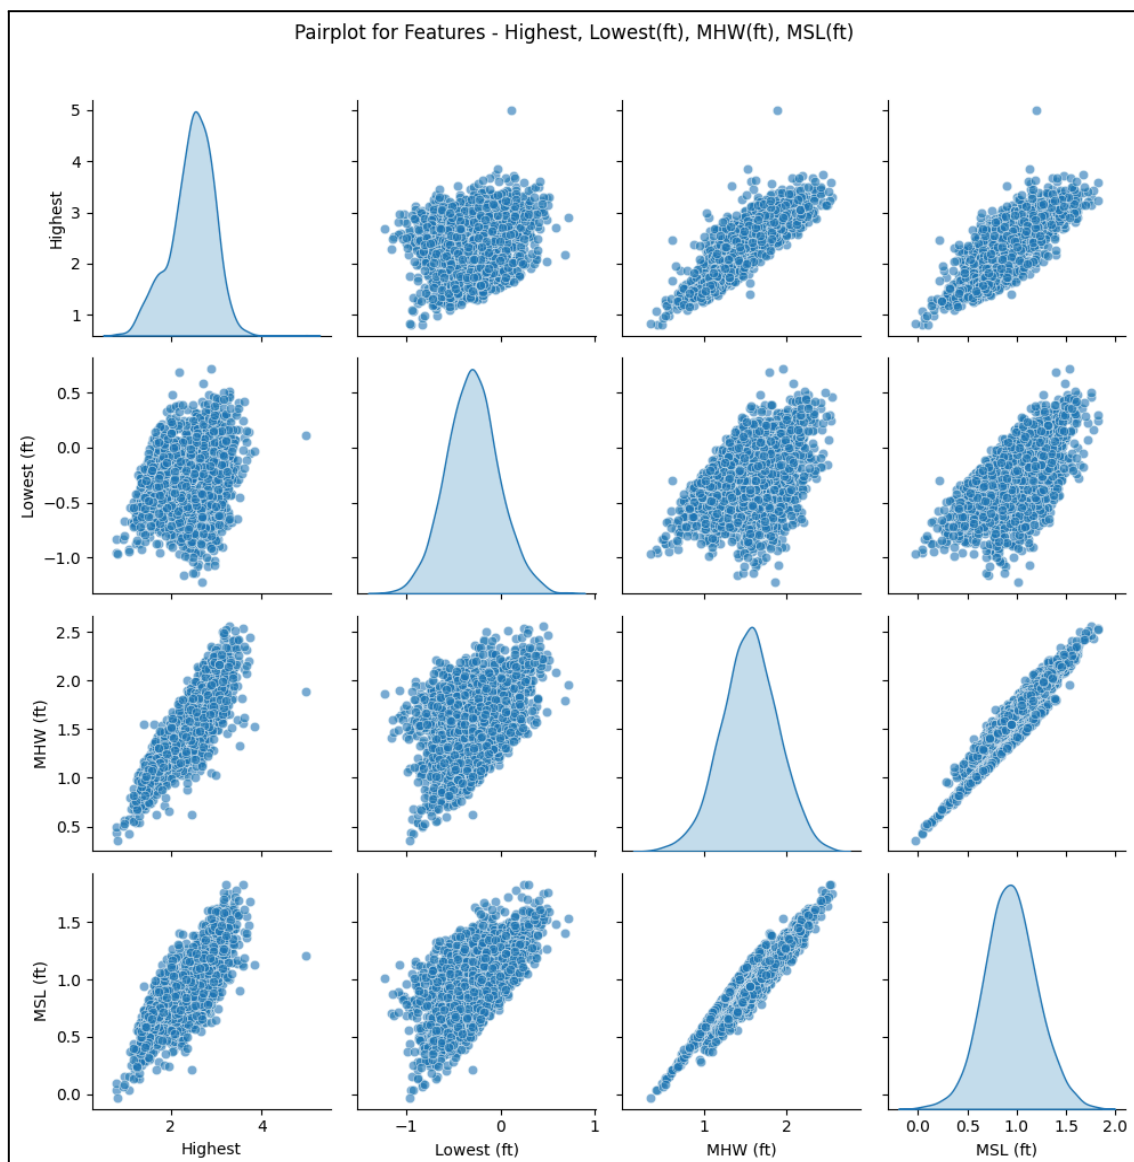 Pairplot for Features - Highest, Lowest(ft), MHW(ft), MSL(ft)
5
4
3
2
1
Highest
0.5
0.0
−0.5
−1.0
Lowest (ft)
2.5
2.0
1.5
1.0
0.5
MHW (ft)
1.5
1.0
0.5
0.0
MSL (ft)
2 4
−1 0 1
1 2
0.0 0.5 1.0 1.5 2.0
Highest
Lowest (ft)
MHW (ft)
MSL (ft)